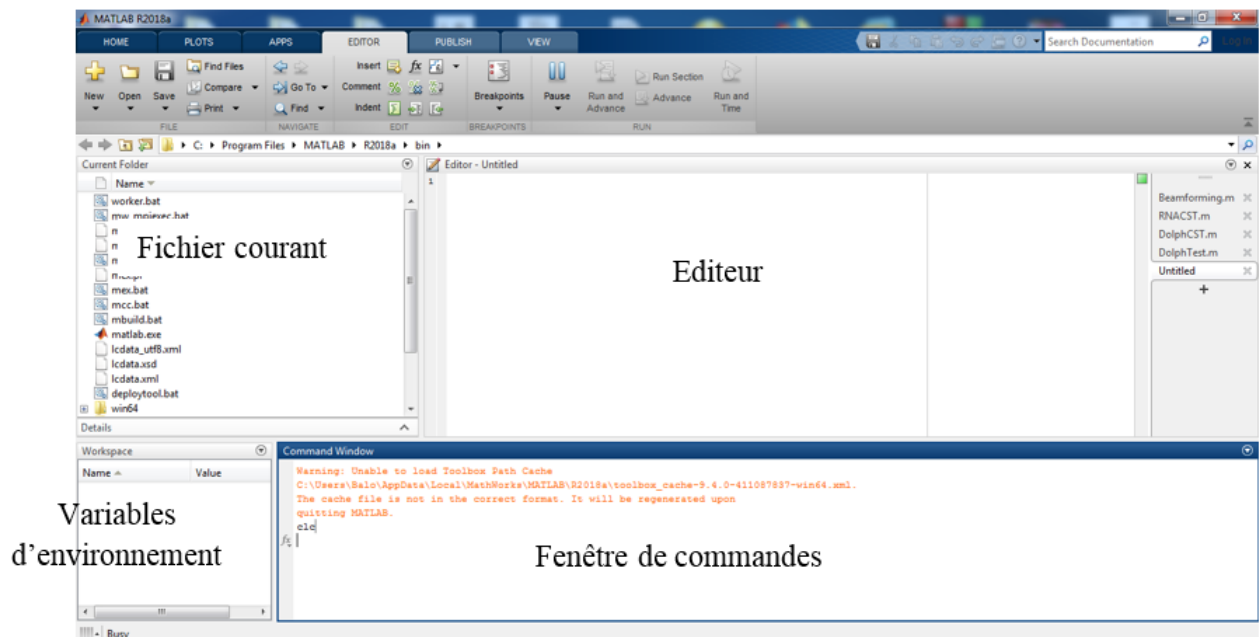 MATLAB R2018a
HOME PLOTS APPS EDITOR PUBLISH VIEW
Search Documentation
Log In
New Open Save
Find Files
Compare
Print
Go To
Find
Insert
Comment
Indent
fx
Breakpoints
Pause
Run and Advance
Run Section
Advance
Run and Time
FILE NAVIGATE EDIT BREAKPOINTS RUN
C: Program Files MATLAB R2018a bin
Current Folder
Name
worker.bat
mw_mpiexec.bat
Fichier courant
mex.bat
mcc.bat
mbuild.bat
matlab.exe
lcdata_utf8.xml
lcdata.xsd
lcdata.xml
deploytool.bat
win64
Details
Editor - Untitled
1
Editeur
Beamforming.m
RNACST.m
DolphCST.m
DolphTest.m
Untitled
Workspace
Name Value
Variables
d’environnement
Command Window
Warning: Unable to load Toolbox Path Cache
C:\Users\Balo\AppData\Local\MathWorks\MATLAB\R2018a\toolbox_cache-9.4.0-411087837-win64.xml.
The cache file is not in the correct format. It will be regenerated upon
quitting MATLAB.
clc
fx
Fenêtre de commandes
Busy